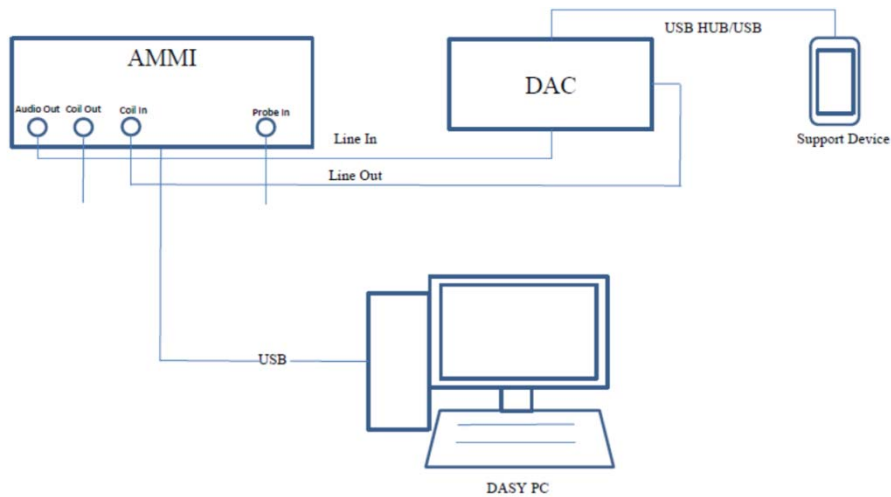 USB HUB/USB
AMMI
DAC
Audio Out Coil Out Coil In Probe In
Line In
Support Device
Line Out
USB
DASY PC